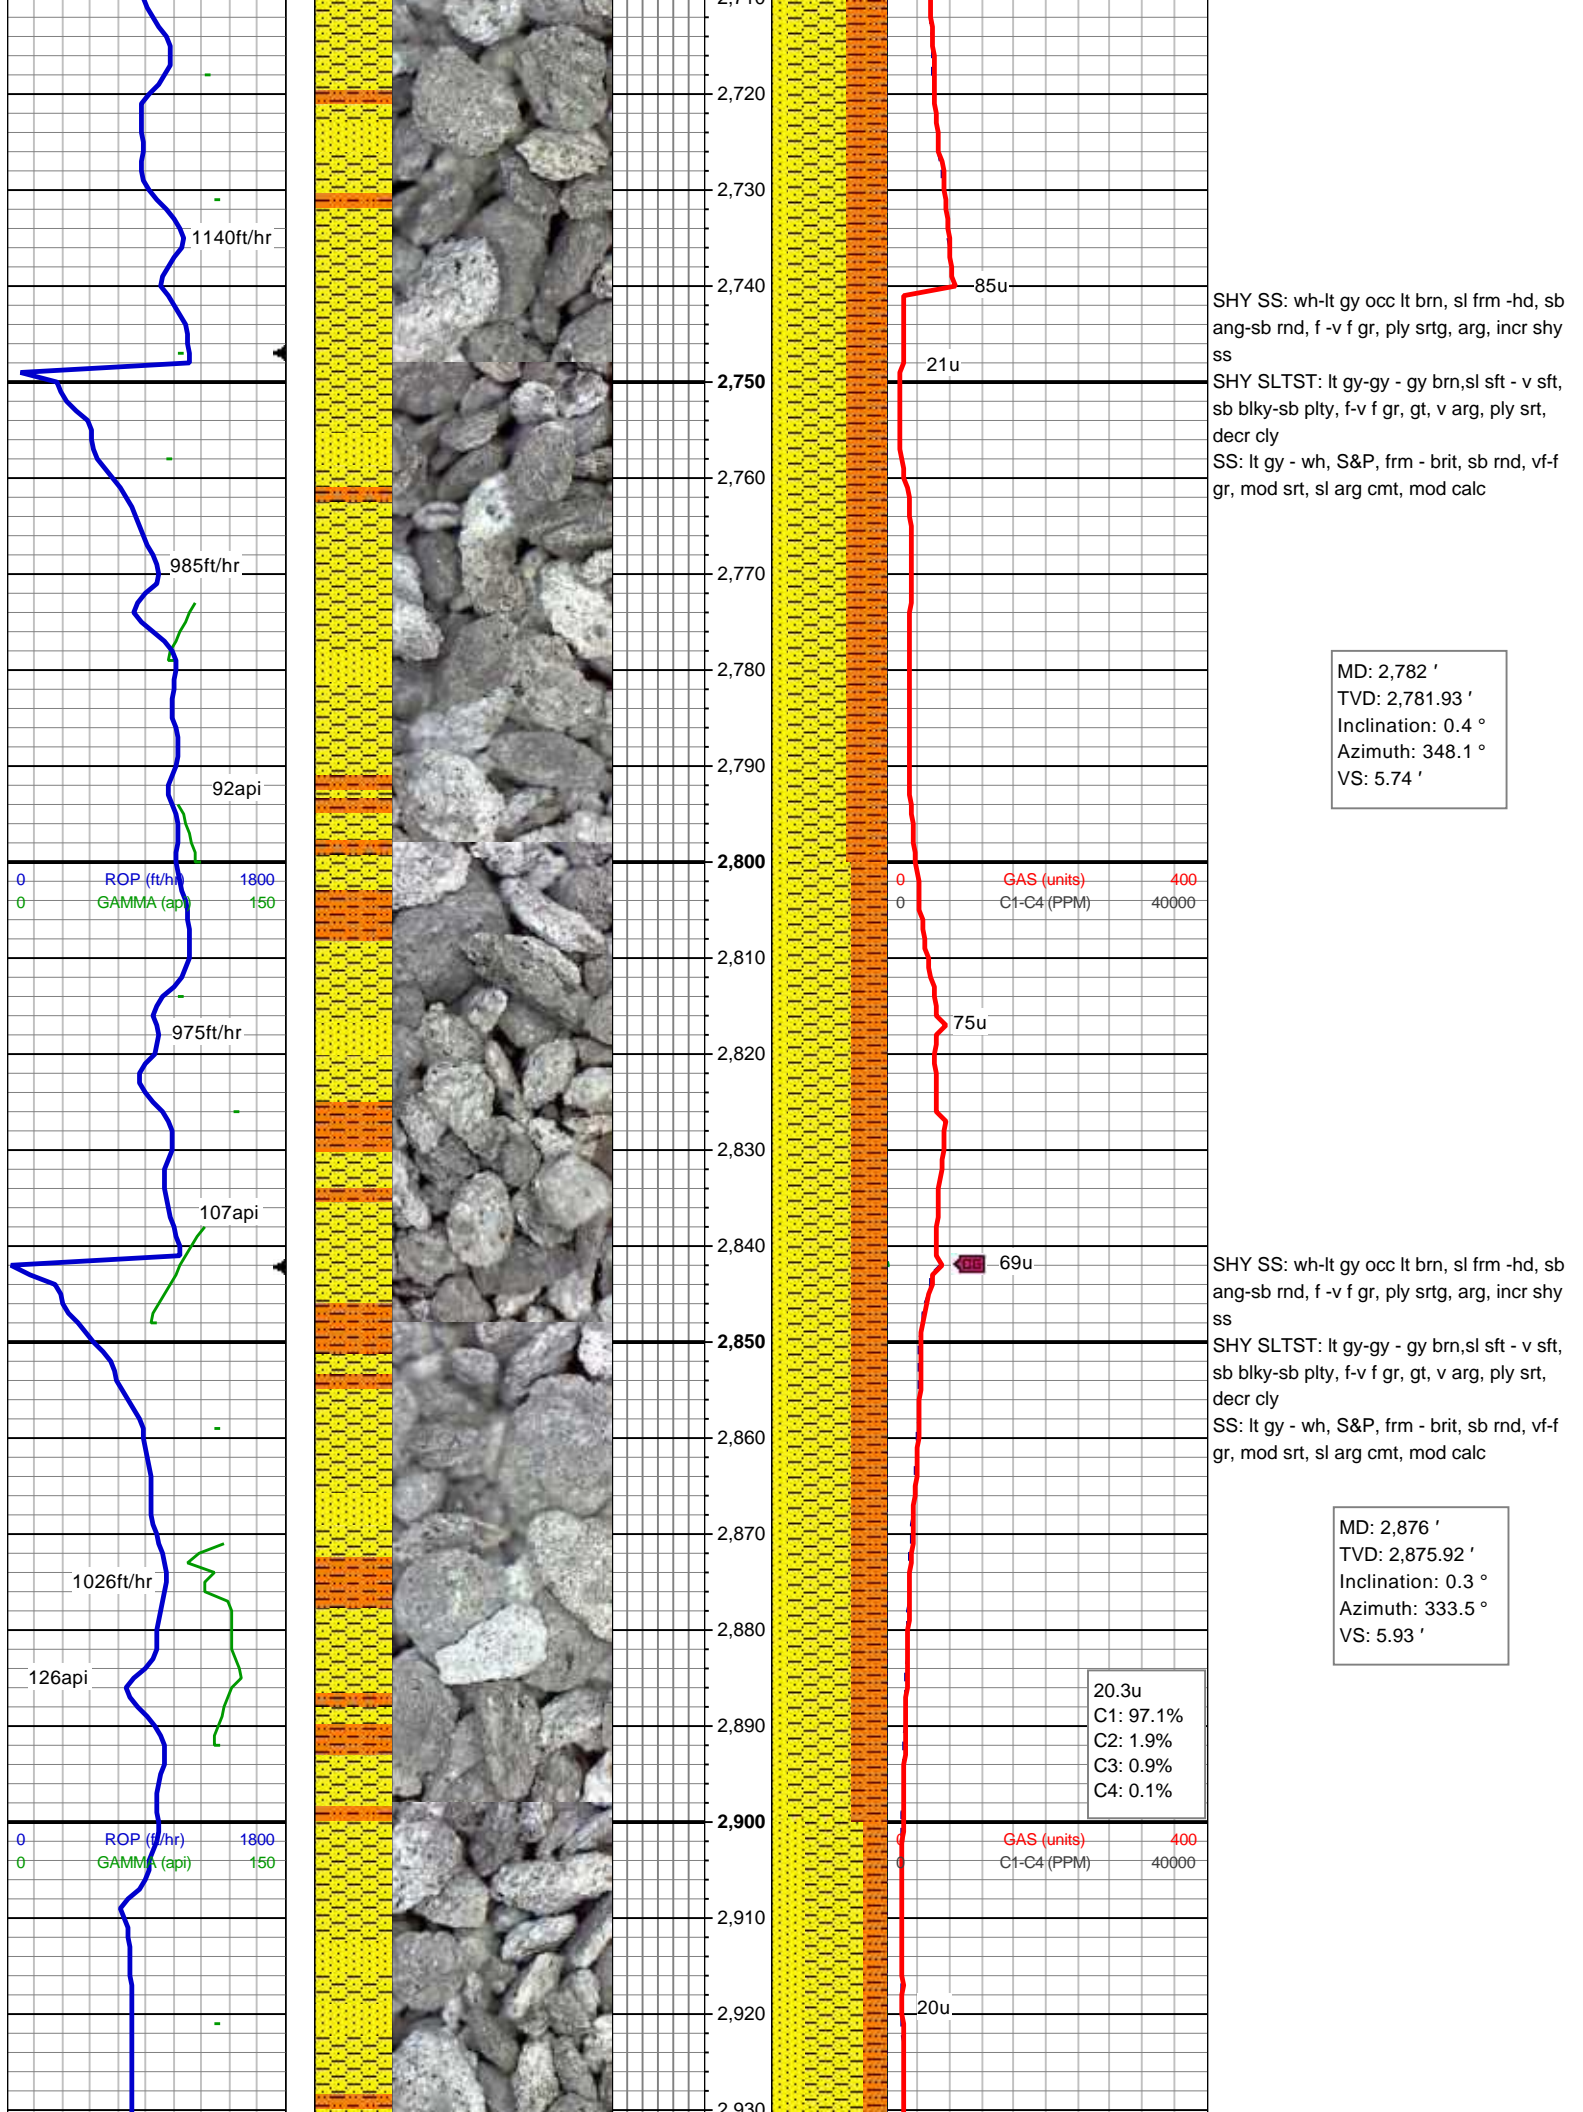 2,720
2,730
1140ft/hr
2,740
85u
SHY SS: wh-lt gy occ lt brn, sl frm -hd, sb
ang-sb rnd, f -v f gr, ply srtg, arg, incr shy
ss
21u
2,750
SHY SLTST: lt gy-gy - gy brn,sl sft - v sft,
sb blky-sb plty, f-v f gr, gt, v arg, ply srt,
decr cly
2,760
SS: lt gy - wh, S&P, frm - brit, sb rnd, vf-f
gr, mod srt, sl arg cmt, mod calc
985ft/hr
2,770
2,780
MD: 2,782 '
TVD: 2,781.93 '
Inclination: 0.4 °
Azimuth: 348.1 °
VS: 5.74 '
2,790
92api
2,800
0 ROP (ft/hr) 1800
0 GAMMA (api) 150
0 GAS (units) 400
0 C1-C4 (PPM) 40000
2,810
975ft/hr
75u
2,820
2,830
107api
2,840
DG
69u
SHY SS: wh-lt gy occ lt brn, sl frm -hd, sb
ang-sb rnd, f -v f gr, ply srtg, arg, incr shy
ss
2,850
SHY SLTST: lt gy-gy - gy brn,sl sft - v sft,
sb blky-sb plty, f-v f gr, gt, v arg, ply srt,
decr cly
2,860
SS: lt gy - wh, S&P, frm - brit, sb rnd, vf-f
gr, mod srt, sl arg cmt, mod calc
2,870
1026ft/hr
MD: 2,876 '
TVD: 2,875.92 '
Inclination: 0.3 °
Azimuth: 333.5 °
VS: 5.93 '
2,880
126api
20.3u
C1: 97.1%
C2: 1.9%
C3: 0.9%
C4: 0.1%
2,890
2,900
0 ROP (ft/hr) 1800
0 GAMMA (api) 150
0 GAS (units) 400
0 C1-C4 (PPM) 40000
2,910
20u
2,920
2,930